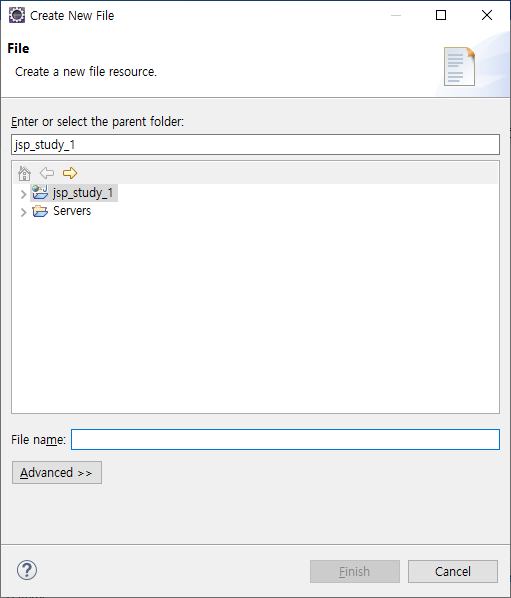 Create New File
File
Create a new file resource.
Enter or select the parent folder:
jsp_study_1
jsp_study_1
Servers
File name:
Advanced >>
Finish
Cancel